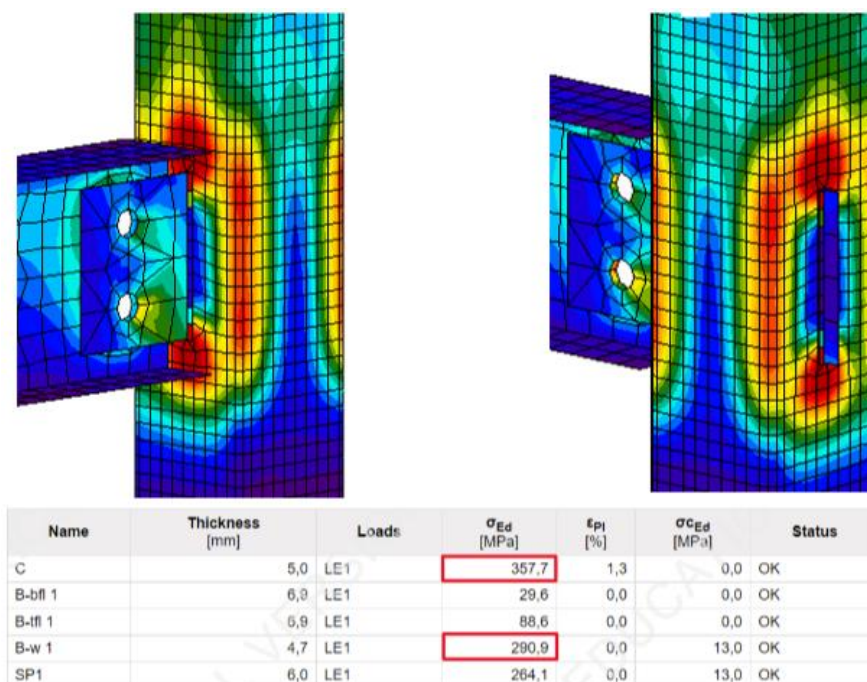 Name Thickness [mm] Loads σEd [MPa] εPl [%] σcEd [MPa] Status
C 5,0 LE1 357,7 1,3 0,0 OK
B-bfl 1 6,9 LE1 29,6 0,0 0,0 OK
B-tfl 1 6,9 LE1 88,6 0,0 0,0 OK
B-w 1 4,7 LE1 290,9 0,0 13,0 OK
SP1 6,0 LE1 264,1 0,0 13,0 OK